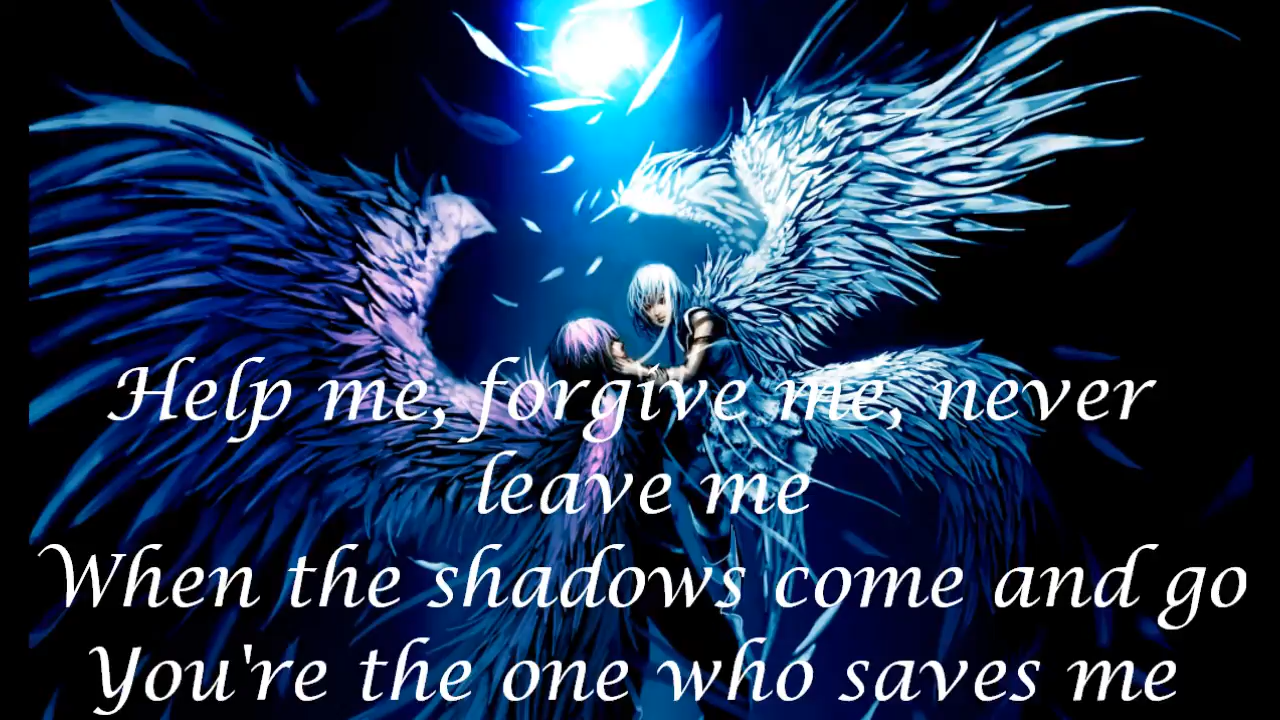 Help me, forgive me, never
leave me
When the shadows come and go
You're the one who saves me